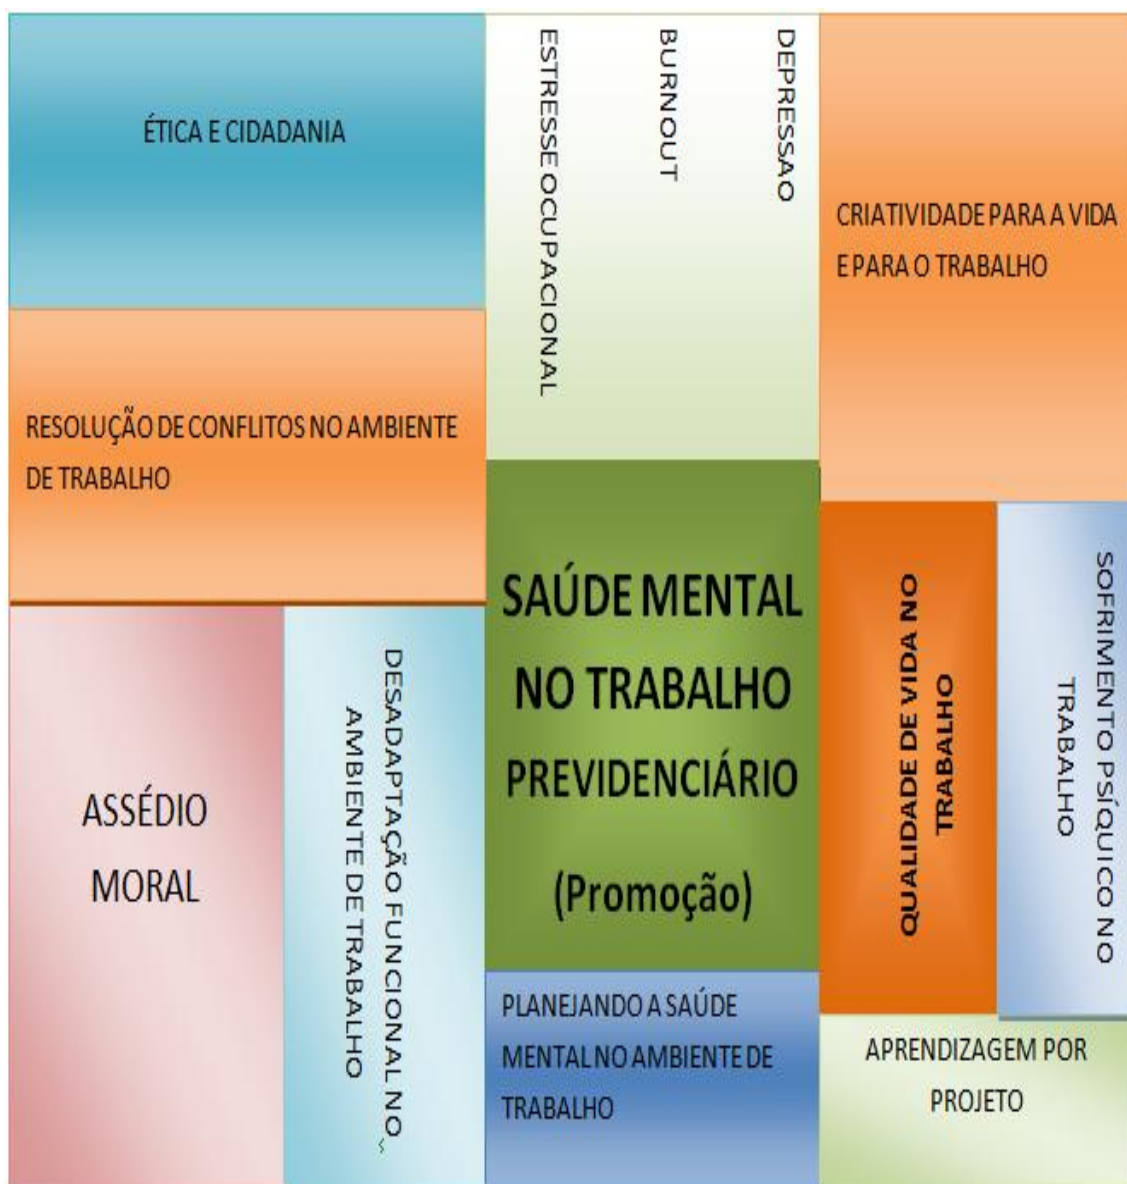 ÉTICA E CIDADANIA
ESTRESSE OCUPACIONAL
BURNOUT
DEPRESSAO
CRIATIVIDADE PARA A VIDA
E PARA O TRABALHO
RESOLUÇÃO DE CONFLITOS NO AMBIENTE
DE TRABALHO
SAÚDE MENTAL
NO TRABALHO
PREVIDENCIÁRIO
(Promoção)
QUALIDADE DE VIDA NO
TRABALHO
SOFRIMENTO PSÍQUICO NO
TRABALHO
ASSÉDIO
MORAL
DESADAPTAÇÃO FUNCIONAL NO
AMBIENTE DE TRABALHO
PLANEJANDO A SAÚDE
MENTAL NO AMBIENTE DE
TRABALHO
APRENDIZAGEM POR
PROJETO